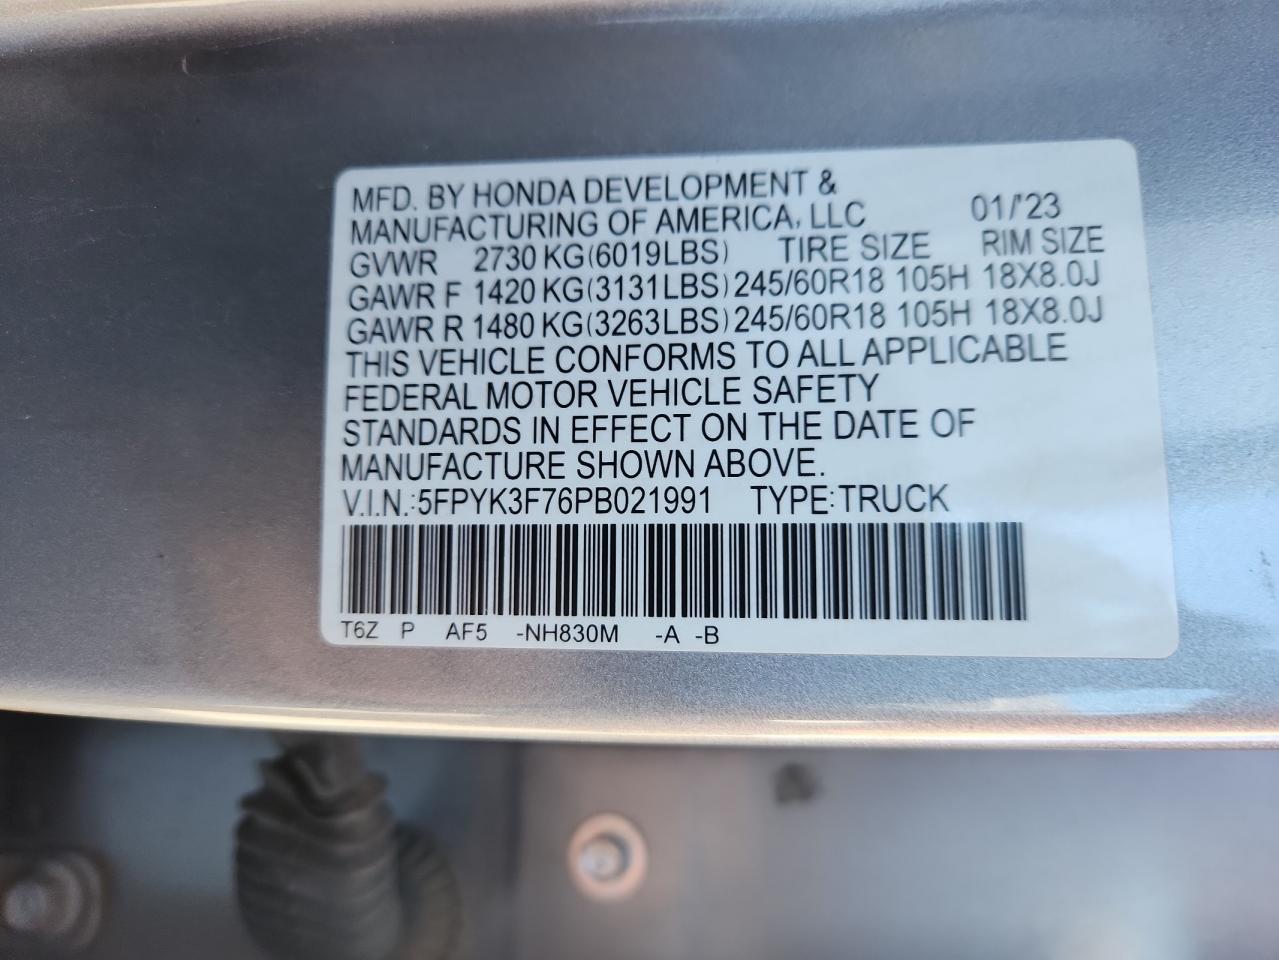 MFD. BY HONDA DEVELOPMENT &
MANUFACTURING OF AMERICA, LLC 01/'23
GVWR 2730 KG(6019LBS) TIRE SIZE RIM SIZE
GAWR F 1420 KG(3131LBS) 245/60R18 105H 18X8.0J
GAWR R 1480 KG(3263LBS) 245/60R18 105H 18X8.0J
THIS VEHICLE CONFORMS TO ALL APPLICABLE
FEDERAL MOTOR VEHICLE SAFETY
STANDARDS IN EFFECT ON THE DATE OF
MANUFACTURE SHOWN ABOVE.
V.I.N.:5FPYK3F76PB021991 TYPE:TRUCK
T6Z P AF5 -NH830M -A -B